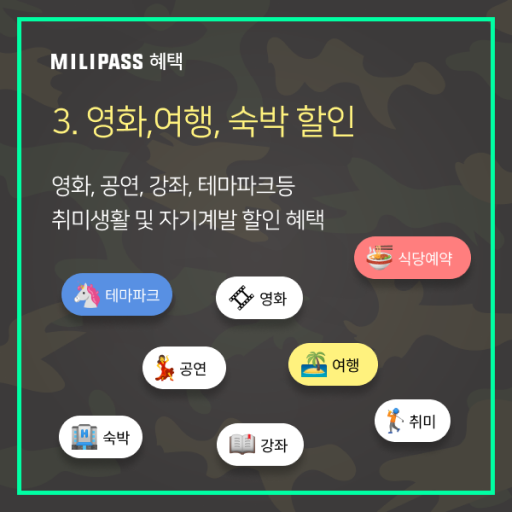 MILIPASS 혜택
3. 영화,여행, 숙박 할인
영화, 공연, 강좌, 테마파크등
취미생활 및 자기계발 할인 혜택
식당예약
테마파크
영화
공연
여행
취미
숙박
강좌